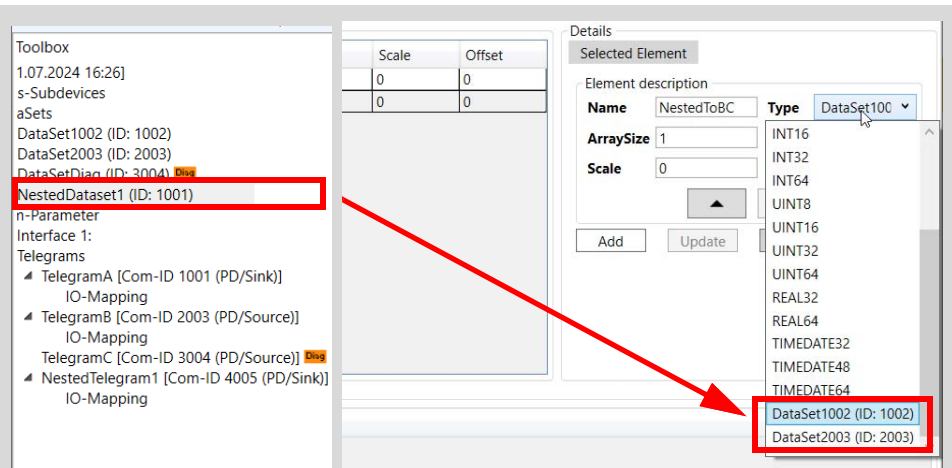 Toolbox
1.07.2024 16:26]
s-Subdevices
aSets
DataSet1002 (ID: 1002)
DataSet2003 (ID: 2003)
DataSetDiag (ID: 3004) Diag
NestedDataset1 (ID: 1001)
n-Parameter
Interface 1:
Telegrams
TelegramA [Com-ID 1001 (PD/Sink)]
IO-Mapping
TelegramB [Com-ID 2003 (PD/Source)]
IO-Mapping
TelegramC [Com-ID 3004 (PD/Source)] Diag
NestedTelegram1 [Com-ID 4005 (PD/Sink)]
IO-Mapping
Scale Offset
0 0
0 0
Details
Selected Element
Element description
Name NestedToBC Type DataSet100
ArraySize 1
Scale 0
Add Update
INT16
INT32
INT64
UINT8
UINT16
UINT32
UINT64
REAL32
REAL64
TIMEDATE32
TIMEDATE48
TIMEDATE64
DataSet1002 (ID: 1002)
DataSet2003 (ID: 2003)